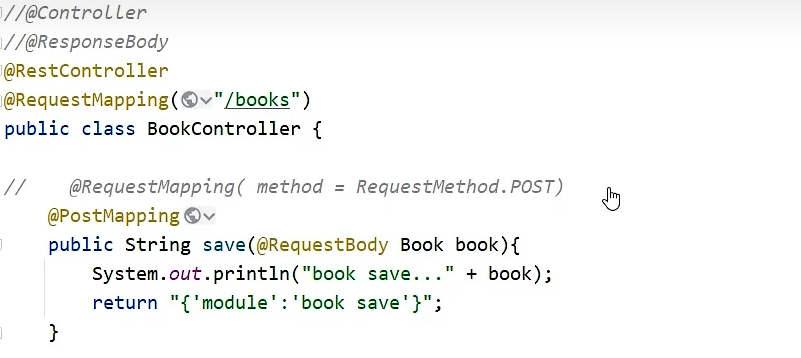 //@Controller
//@ResponseBody
@RestController
@RequestMapping("/books")
public class BookController {
//    @RequestMapping( method = RequestMethod.POST)
@PostMapping
public String save(@RequestBody Book book){
System.out.println("book save..." + book);
return "{'module':'book save'}";
}